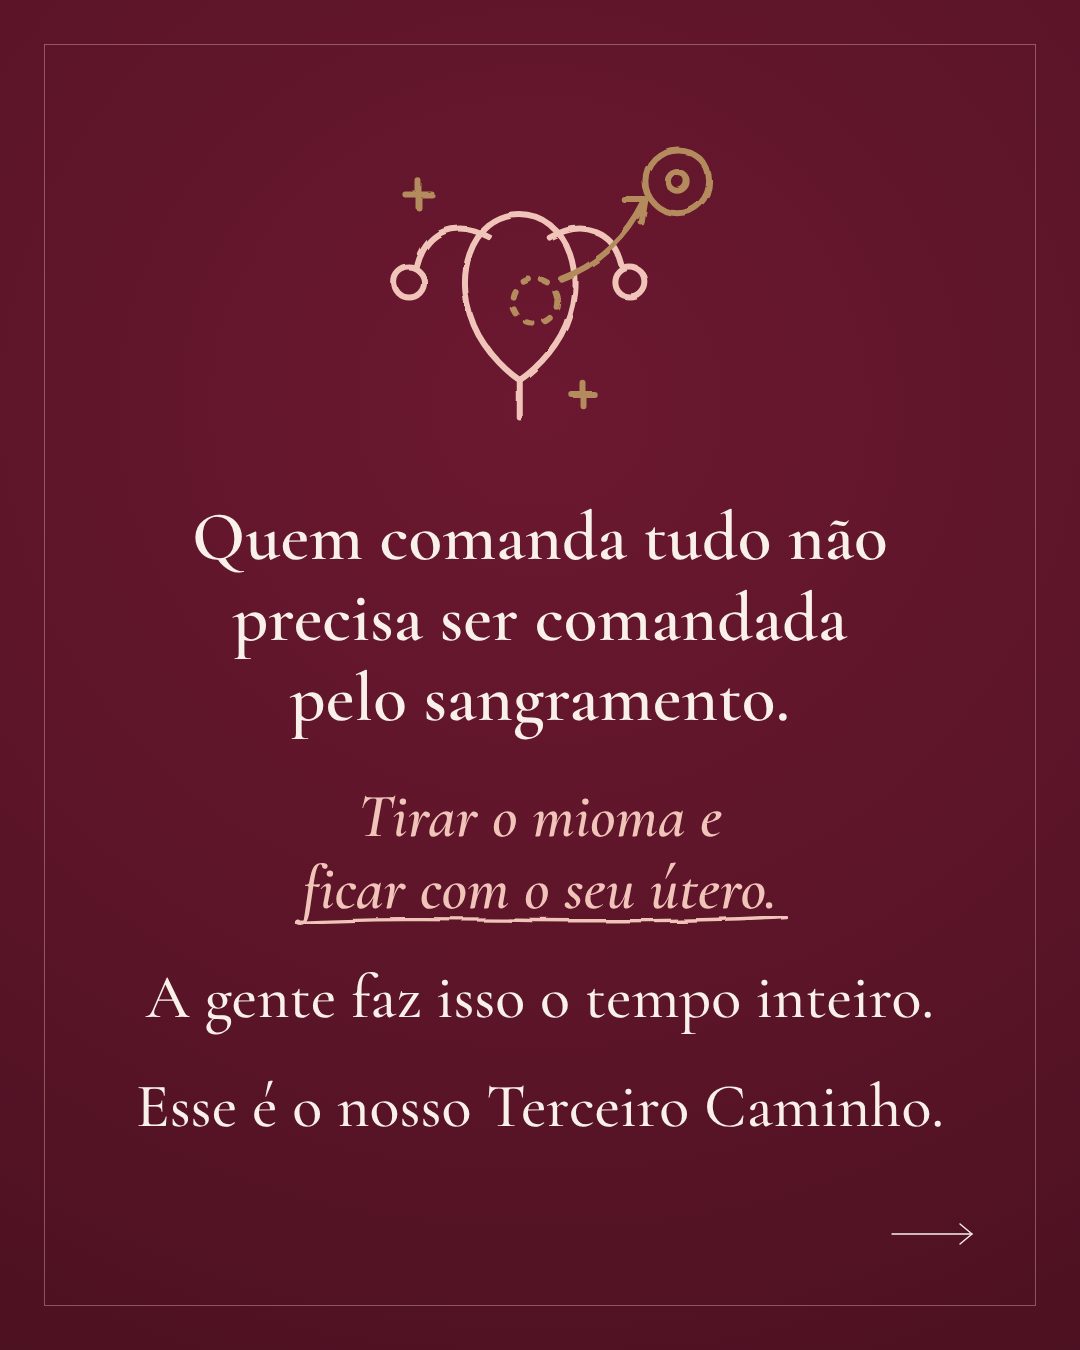 Quem comanda tudo não
precisa ser comandada
pelo sangramento.
Tirar o mioma e
ficar com o seu útero.
A gente faz isso o tempo inteiro.
Esse é o nosso Terceiro Caminho.